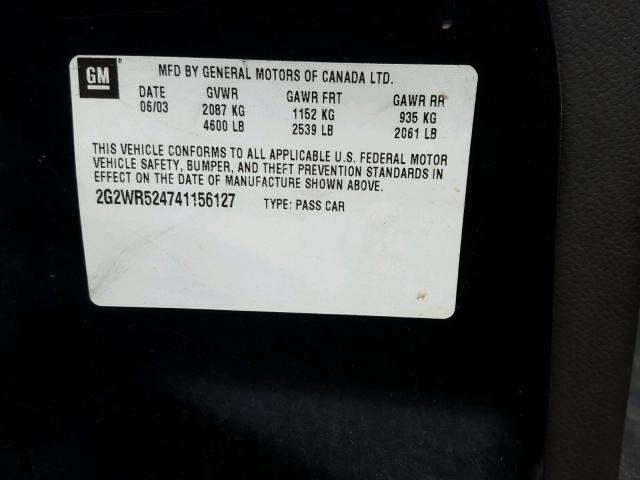 GM
MFD BY GENERAL MOTORS OF CANADA LTD.
DATE GVWR GAWR FRT GAWR RR
06/03 2087 KG 1152 KG 935 KG
4600 LB 2539 LB 2061 LB
THIS VEHICLE CONFORMS TO ALL APPLICABLE U.S. FEDERAL MOTOR
VEHICLE SAFETY, BUMPER, AND THEFT PREVENTION STANDARDS IN
EFFECT ON THE DATE OF MANUFACTURE SHOWN ABOVE.
2G2WR524741156127 TYPE: PASS CAR